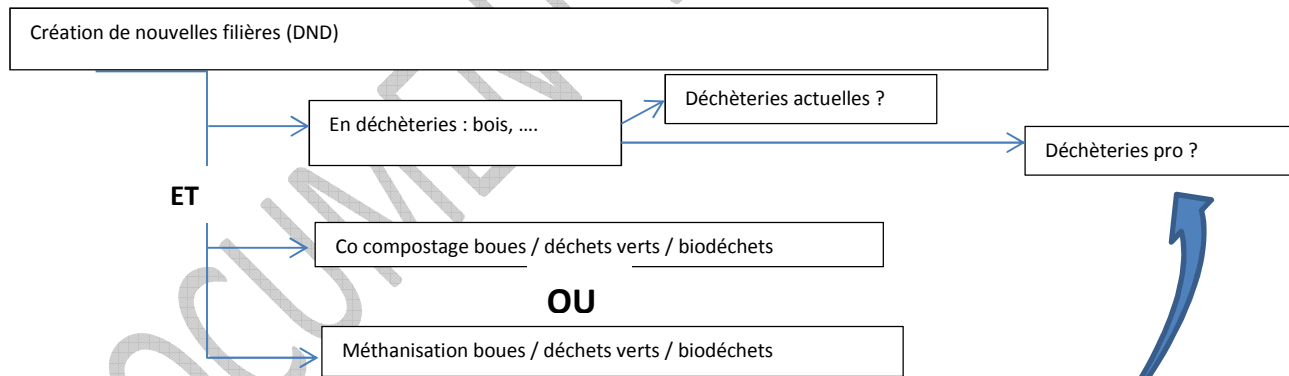 Création de nouvelles filières (DND)
Déchèteries actuelles ?
En déchèteries : bois, ….
Déchèteries pro ?
ET
Co compostage boues / déchets verts / biodéchets
OU
Méthanisation boues / déchets verts / biodéchets
OCUMEN